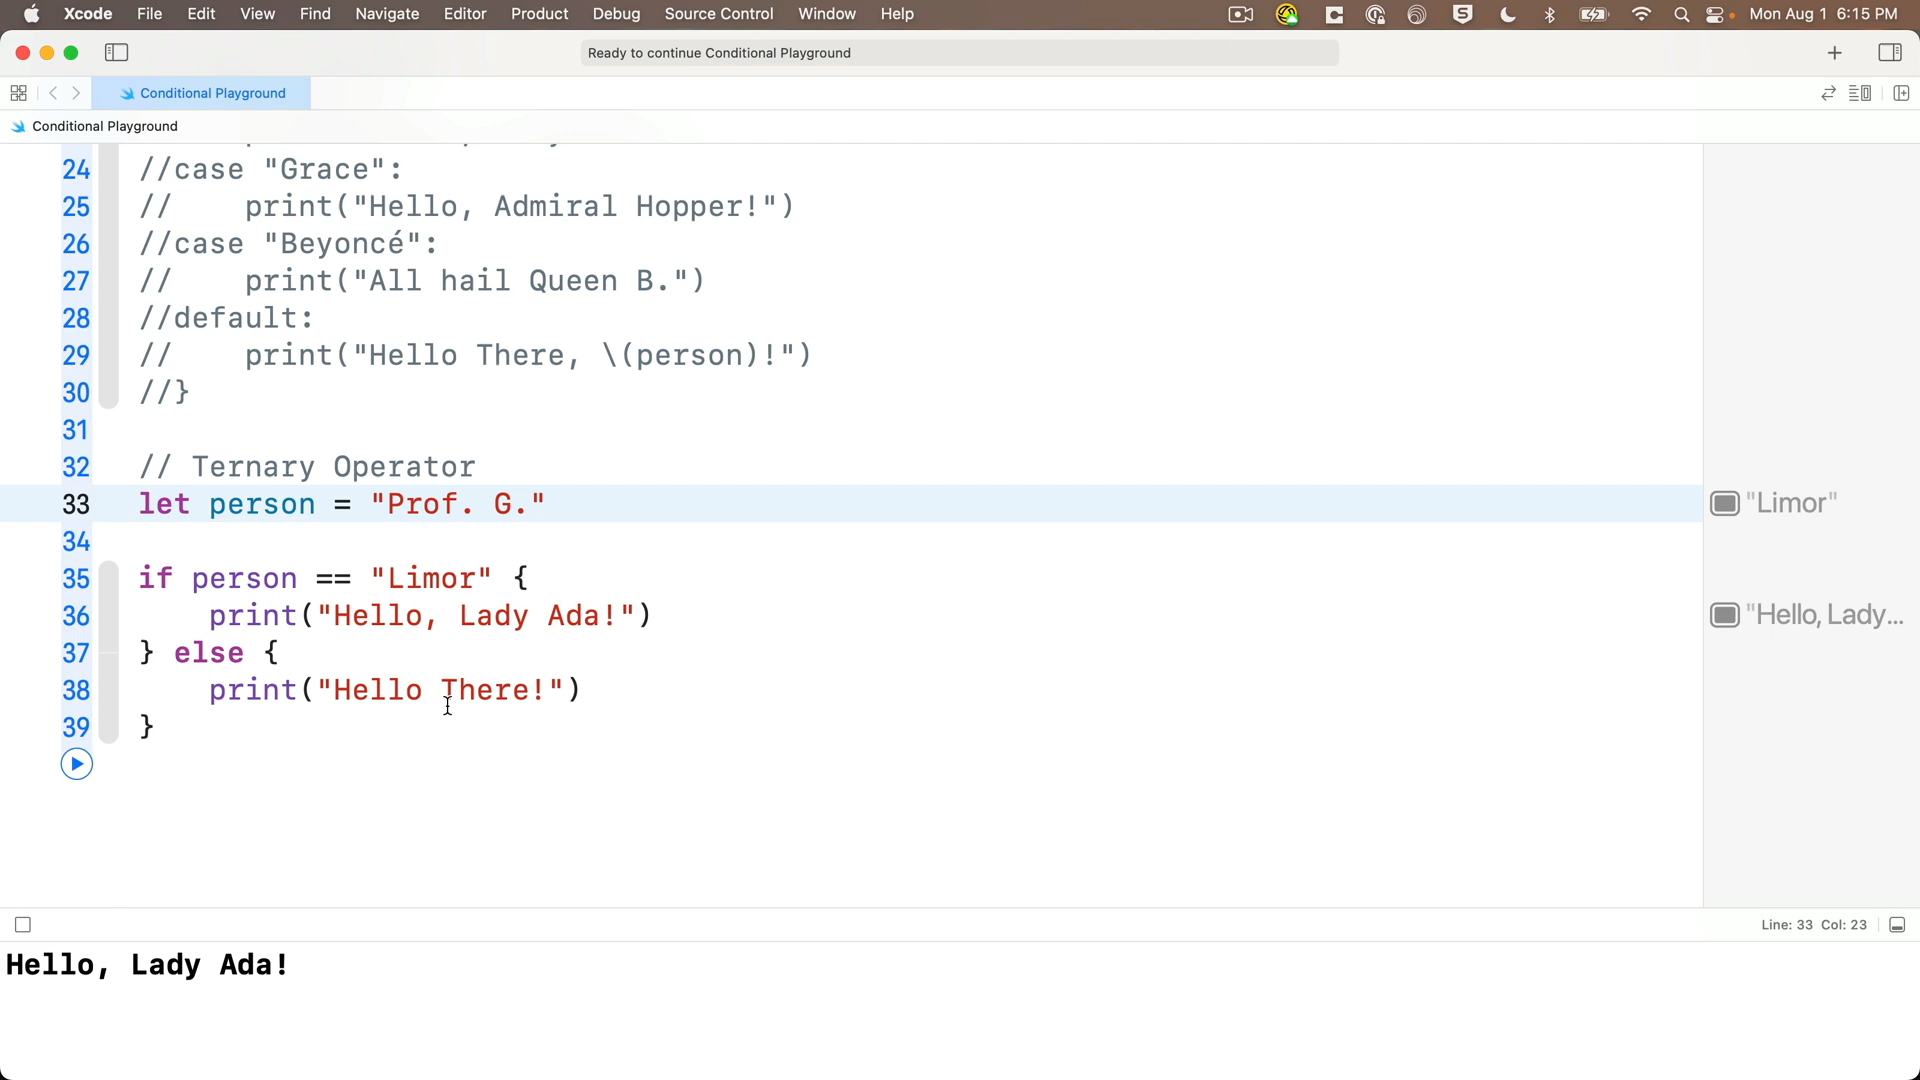 Xcode File Edit View Find Navigate Editor Product Debug Source Control Window Help Mon Aug 1 6:15 PM
Ready to continue Conditional Playground
Conditional Playground
Conditional Playground
24 //case "Grace":
25 //    print("Hello, Admiral Hopper!")
26 //case "Beyoncé":
27 //    print("All hail Queen B.")
28 //default:
29 //    print("Hello There, \(person)!")
30 //}
31
32 // Ternary Operator
33 let person = "Prof. G." "Limor"
34
35 if person == "Limor" {
36     print("Hello, Lady Ada!") "Hello, Lady...
37 } else {
38     print("Hello There!")
39 }
Line: 33 Col: 23
Hello, Lady Ada!